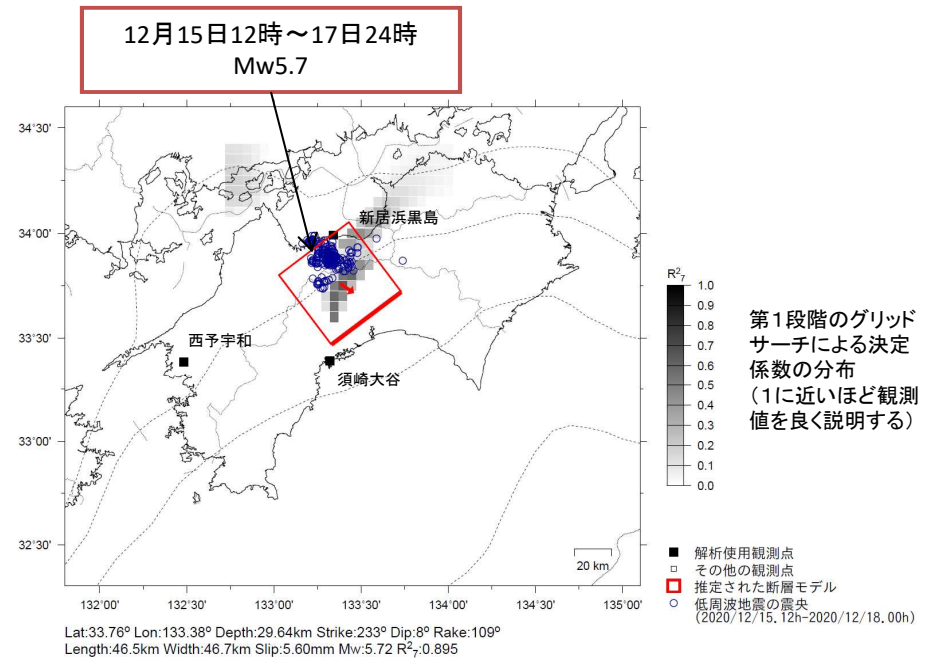 12月15日12時～17日24時
Mw5.7
34°30'
34°00'
33°30'
33°00'
32°30'
132°00'
132°30'
133°00'
133°30'
134°00'
134°30'
135°00'
新居浜黒島
西予宇和
須崎大谷
20 km
R²₇
1.0
0.9
0.8
0.7
0.6
0.5
0.4
0.3
0.2
0.1
0.0
第１段階のグリッド
サーチによる決定
係数の分布
（１に近いほど観測
値を良く説明する）
解析使用観測点
その他の観測点
推定された断層モデル
低周波地震の震央
(2020/12/15.12h-2020/12/18.00h)
Lat:33.76° Lon:133.38° Depth:29.64km Strike:233° Dip:8° Rake:109°
Length:46.5km Width:46.7km Slip:5.60mm Mw:5.72 R²₇:0.895